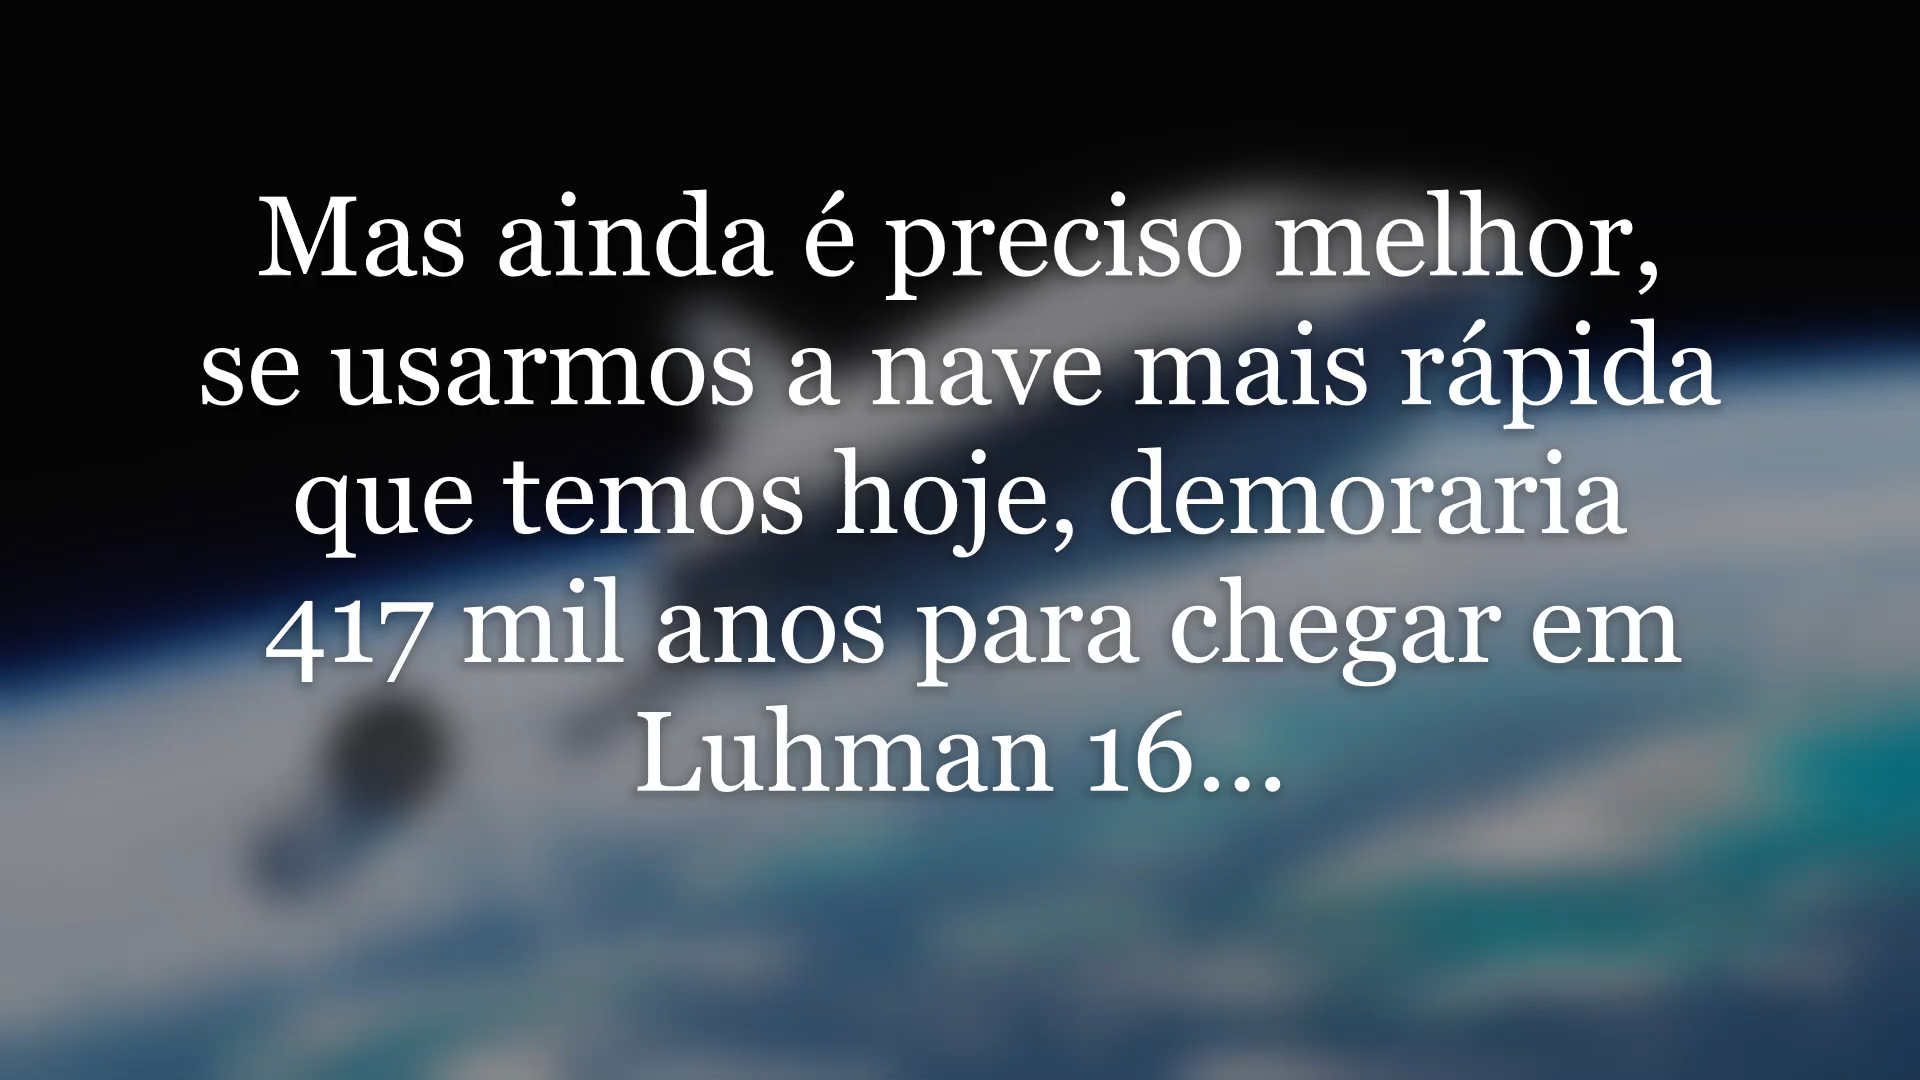 Mas ainda é preciso melhor,
se usarmos a nave mais rápida
que temos hoje, demoraria
417 mil anos para chegar em
Luhman 16...